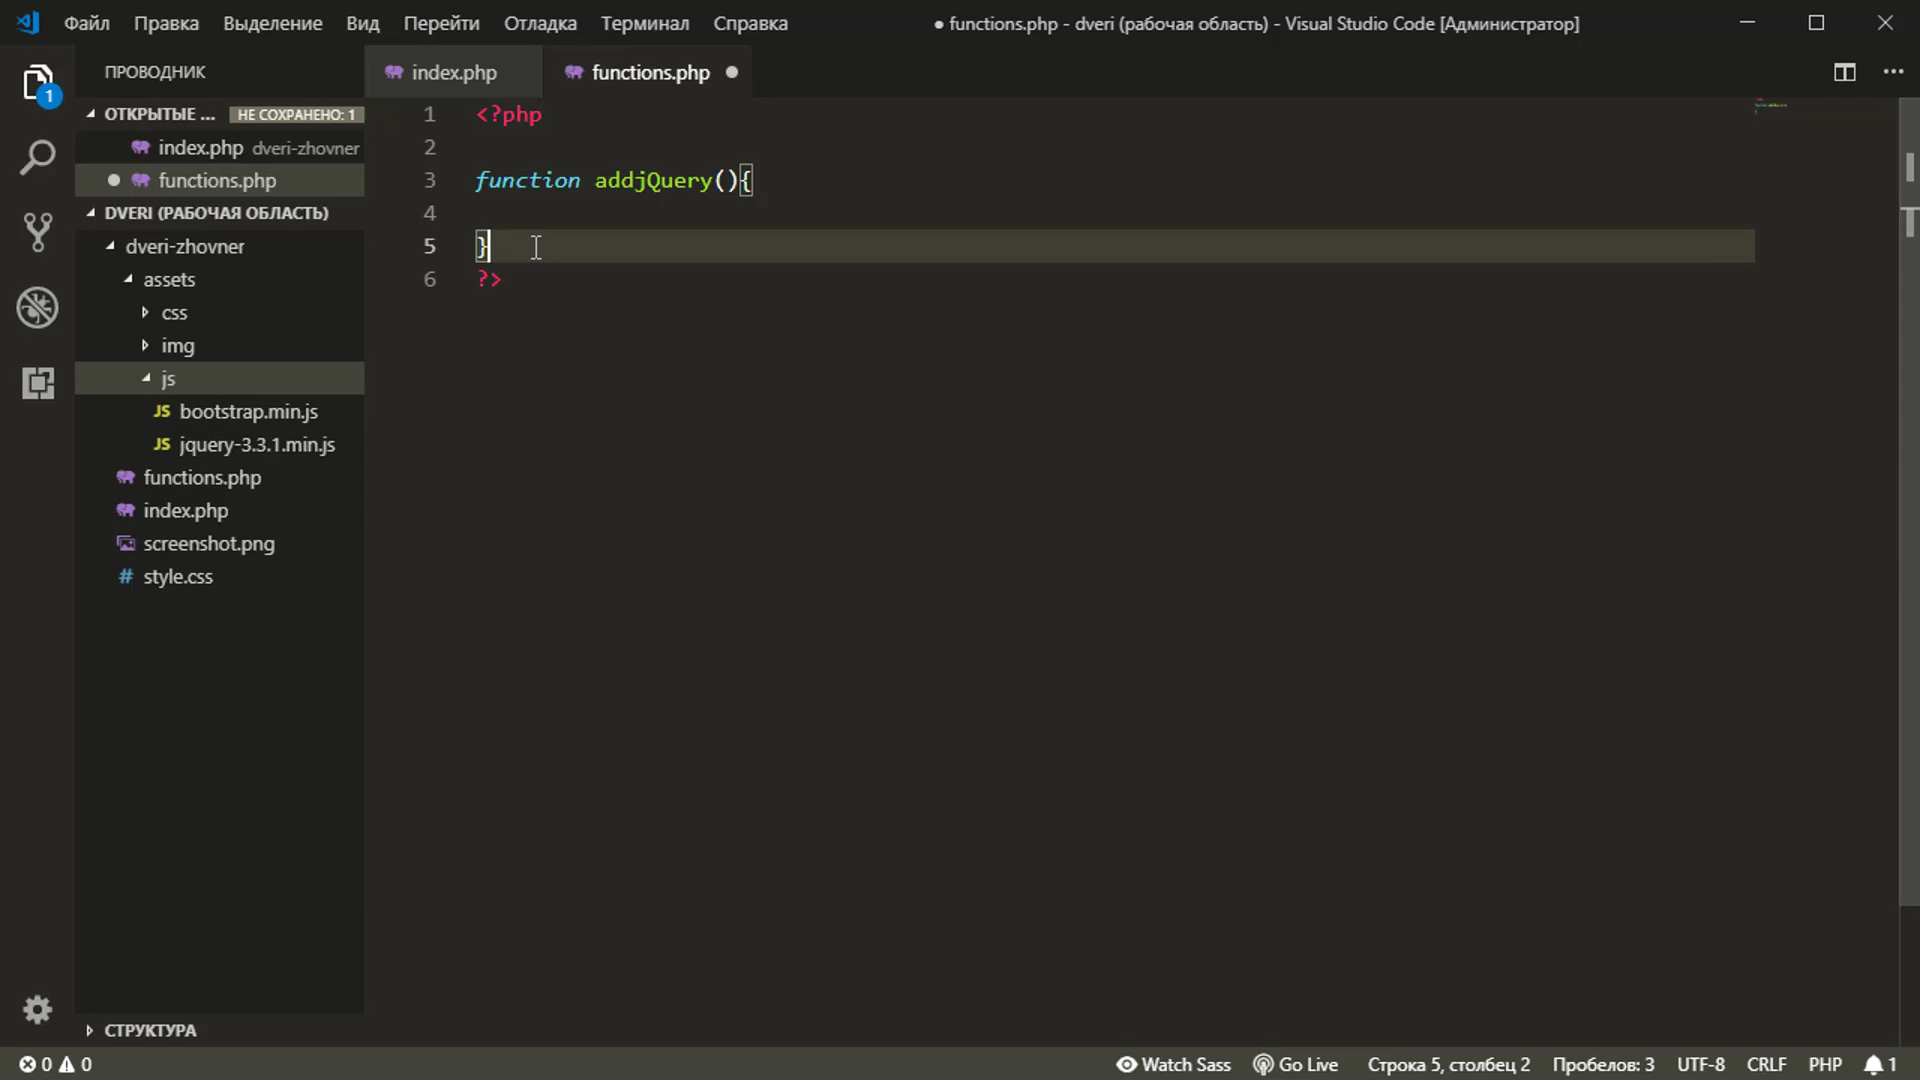 Файл Правка Выделение Вид Перейти Отладка Терминал Справка
● functions.php - dveri (рабочая область) - Visual Studio Code [Администратор]
1
ПРОВОДНИК
index.php
functions.php
ОТКРЫТЫЕ ... НЕ СОХРАНЕНО: 1
index.php dveri-zhovner
functions.php
DVERI (РАБОЧАЯ ОБЛАСТЬ)
dveri-zhovner
assets
css
img
js
JS bootstrap.min.js
JS jquery-3.3.1.min.js
functions.php
index.php
screenshot.png
# style.css
СТРУКТУРА
1 <?php
2
3 function addjQuery(){
4
5 }
6 ?>
0 0
Watch Sass Go Live Строка 5, столбец 2 Пробелов: 3 UTF-8 CRLF PHP 1